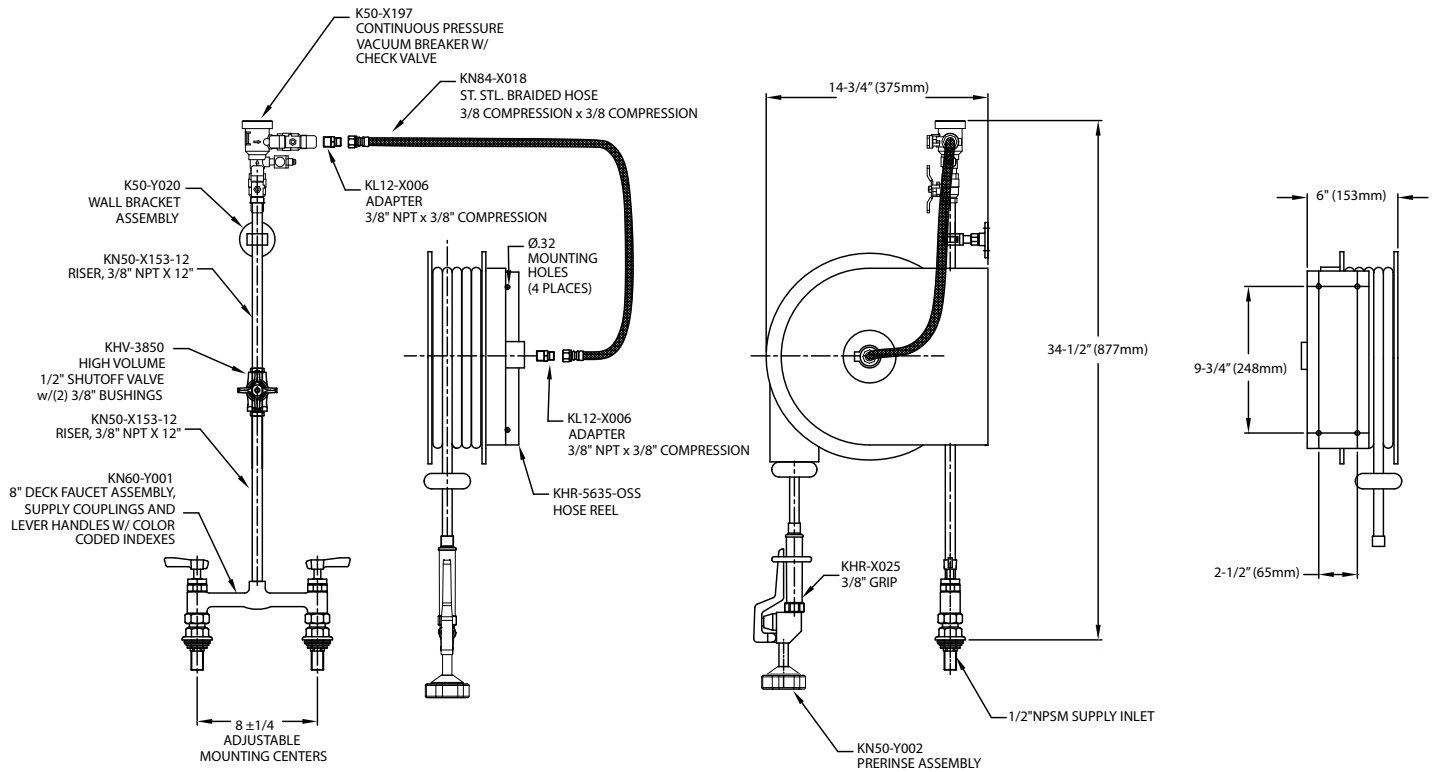 K50-X197
CONTINUOUS PRESSURE
VACUUM BREAKER W/
CHECK VALVE
KN84-X018
ST. STL. BRAIDED HOSE
3/8 COMPRESSION x 3/8 COMPRESSION
KL12-X006
ADAPTER
3/8" NPT x 3/8" COMPRESSION
K50-Y020
WALL BRACKET
ASSEMBLY
KN50-X153-12
RISER, 3/8" NPT X 12"
Ø.32
MOUNTING
HOLES
(4 PLACES)
KHV-3850
HIGH VOLUME
1/2" SHUTOFF VALVE
w/(2) 3/8" BUSHINGS
KN50-X153-12
RISER, 3/8" NPT X 12"
KL12-X006
ADAPTER
3/8" NPT x 3/8" COMPRESSION
KN60-Y001
8" DECK FAUCET ASSEMBLY,
SUPPLY COUPLINGS AND
LEVER HANDLES W/ COLOR
CODED INDEXES
KHR-5635-OSS
HOSE REEL
8 ±1/4
ADJUSTABLE
MOUNTING CENTERS
14-3/4" (375mm)
34-1/2" (877mm)
KHR-X025
3/8" GRIP
1/2"NPSM SUPPLY INLET
KN50-Y002
PRERINSE ASSEMBLY
6" (153mm)
9-3/4" (248mm)
2-1/2" (65mm)